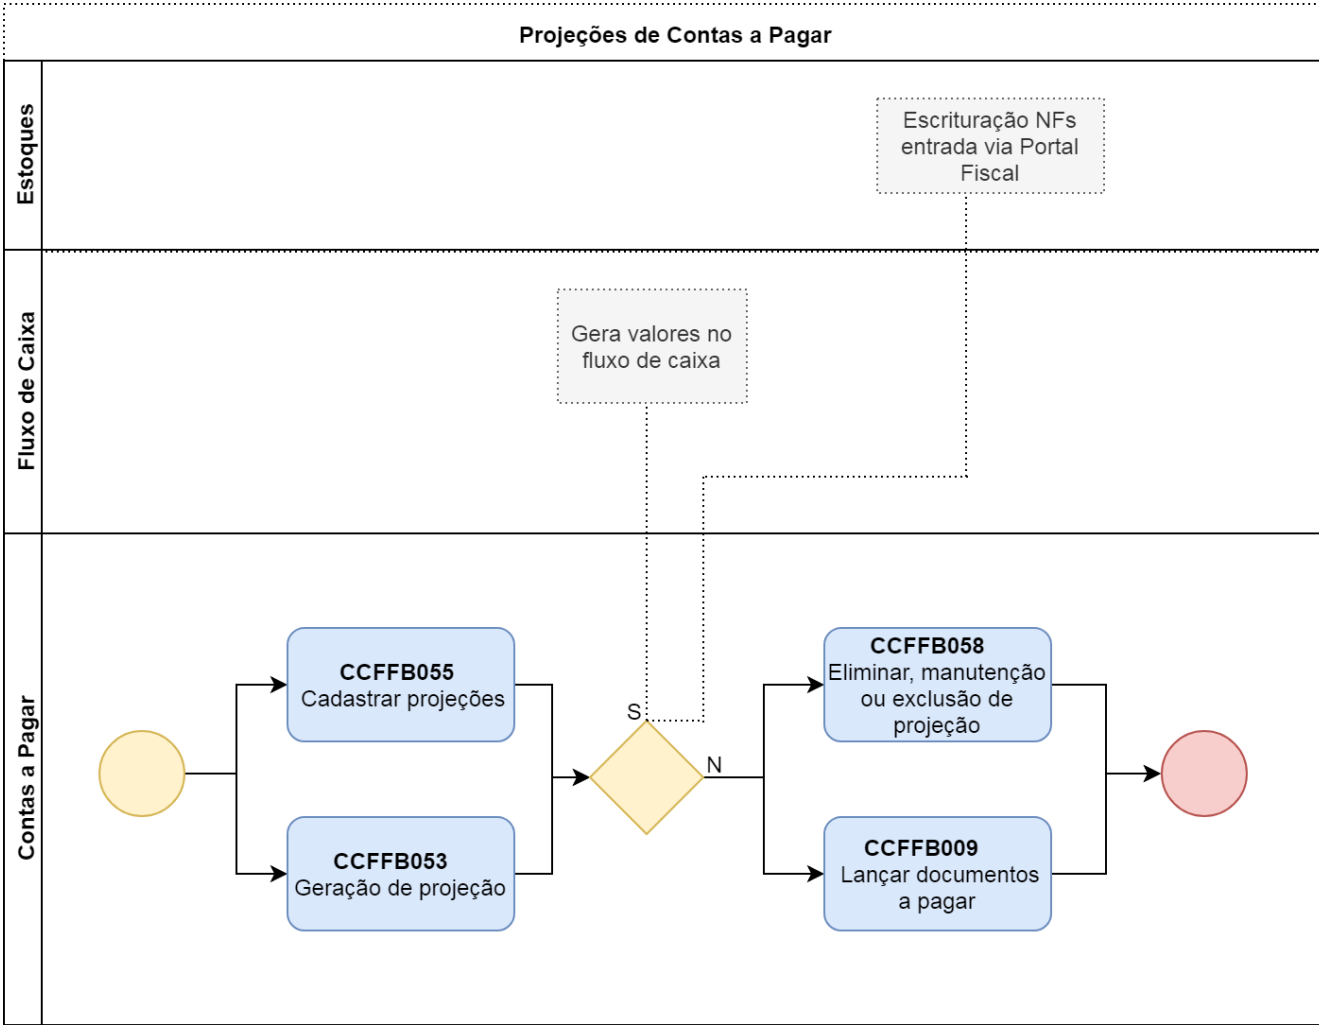 Projeções de Contas a Pagar
Estoques
Escrituração NFs
entrada via Portal
Fiscal
Fluxo de Caixa
Gera valores no
fluxo de caixa
Contas a Pagar
CCFFB055
Cadastrar projeções
CCFFB053
Geração de projeção
S
N
CCFFB058
Eliminar, manutenção
ou exclusão de
projeção
CCFFB009
Lançar documentos
a pagar